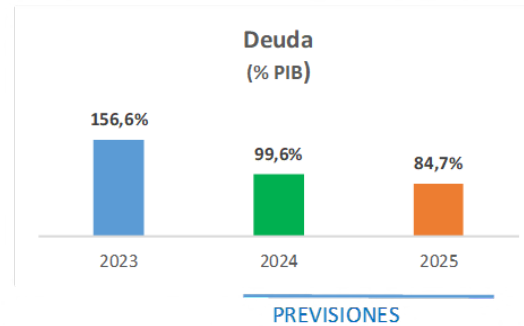 Deuda
(% PIB)
156,6%
99,6%
84,7%
2023
2024
2025
PREVISIONES